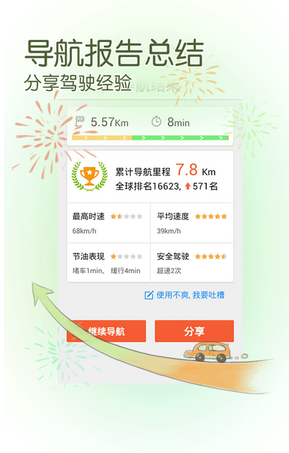 导航报告总结
分享驾驶经验
5.57Km 8min
累计导航里程 7.8 Km
全球排名16623, 571名
最高时速 平均速度
68km/h 39km/h
节油表现 安全驾驶
堵车1min, 缓行4min 超速2次
使用不爽,我要吐槽
继续导航 分享